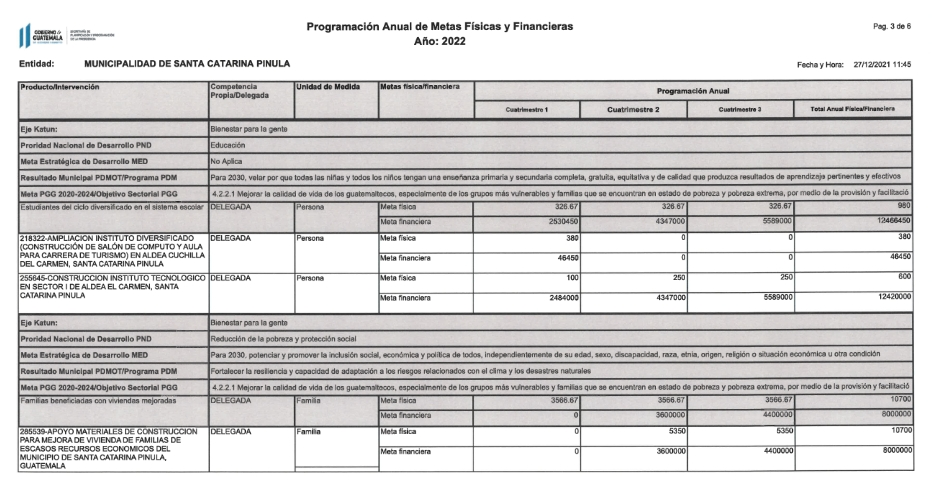 GOBIERNO de
GUATEMALA
SECRETARÍA DE
PLANIFICACIÓN Y PROGRAMACIÓN
DE LA PRESIDENCIA
Programación Anual de Metas Físicas y Financieras
Año: 2022
Pag. 3 de 6
Entidad: MUNICIPALIDAD DE SANTA CATARINA PINULA
Fecha y Hora: 27/12/2021 11:45
Producto/Intervención Competencia Propia/Delegada Unidad de Medida Metas física/financiera Programación Anual
Cuatrimestre 1 Cuatrimestre 2 Cuatrimestre 3 Total Anual Física/Financiera
Eje Katun: Bienestar para la gente
Proridad Nacional de Desarrollo PND Educación
Meta Estratégica de Desarrollo MED No Aplica
Resultado Municipal PDMOT/Programa PDM Para 2030, velar por que todas las niñas y todos los niños tengan una enseñanza primaria y secundaria completa, gratuita, equitativa y de calidad que produzca resultados de aprendizaje pertinentes y efectivos
Meta PGG 2020-2024/Objetivo Sectorial PGG 4.2.2.1 Mejorar la calidad de vida de los guatemaltecos, especialmente de los grupos más vulnerables y familias que se encuentran en estado de pobreza y pobreza extrema, por medio de la provisión y facilitació
Estudiantes del ciclo diversificado en el sistema escolar DELEGADA Persona Meta física 326.67 326.67 326.67 980
Meta financiera 2530450 4347000 5589000 12466450
218322-AMPLIACION INSTITUTO DIVERSIFICADO DELEGADA Persona Meta física 380 0 0 380
(CONSTRUCCIÓN DE SALÓN DE COMPUTO Y AULA
PARA CARRERA DE TURISMO) EN ALDEA CUCHILLA Meta financiera 46450 0 0 46450
DEL CARMEN, SANTA CATARINA PINULA
255645-CONSTRUCCION INSTITUTO TECNOLOGICO DELEGADA Persona Meta física 100 250 250 600
EN SECTOR I DE ALDEA EL CARMEN, SANTA
CATARINA PINULA Meta financiera 2484000 4347000 5589000 12420000
Eje Katun: Bienestar para la gente
Proridad Nacional de Desarrollo PND Reducción de la pobreza y protección social
Meta Estratégica de Desarrollo MED Para 2030, potenciar y promover la inclusión social, económica y política de todos, independientemente de su edad, sexo, discapacidad, raza, etnia, origen, religión o situación económica u otra condición
Resultado Municipal PDMOT/Programa PDM Fortalecer la resiliencia y capacidad de adaptación a los riesgos relacionados con el clima y los desastres naturales
Meta PGG 2020-2024/Objetivo Sectorial PGG 4.2.2.1 Mejorar la calidad de vida de los guatemaltecos, especialmente de los grupos más vulnerables y familias que se encuentran en estado de pobreza y pobreza extrema, por medio de la provisión y facilitació
Familias beneficiadas con viviendas mejoradas DELEGADA Familia Meta física 3566.67 3566.67 3566.67 10700
Meta financiera 0 3600000 4400000 8000000
285539-APOYO MATERIALES DE CONSTRUCCION DELEGADA Familia Meta física 0 5350 5350 10700
PARA MEJORA DE VIVIENDA DE FAMILIAS DE
ESCASOS RECURSOS ECONOMICOS DEL Meta financiera 0 3600000 4400000 8000000
MUNICIPIO DE SANTA CATARINA PINULA,
GUATEMALA